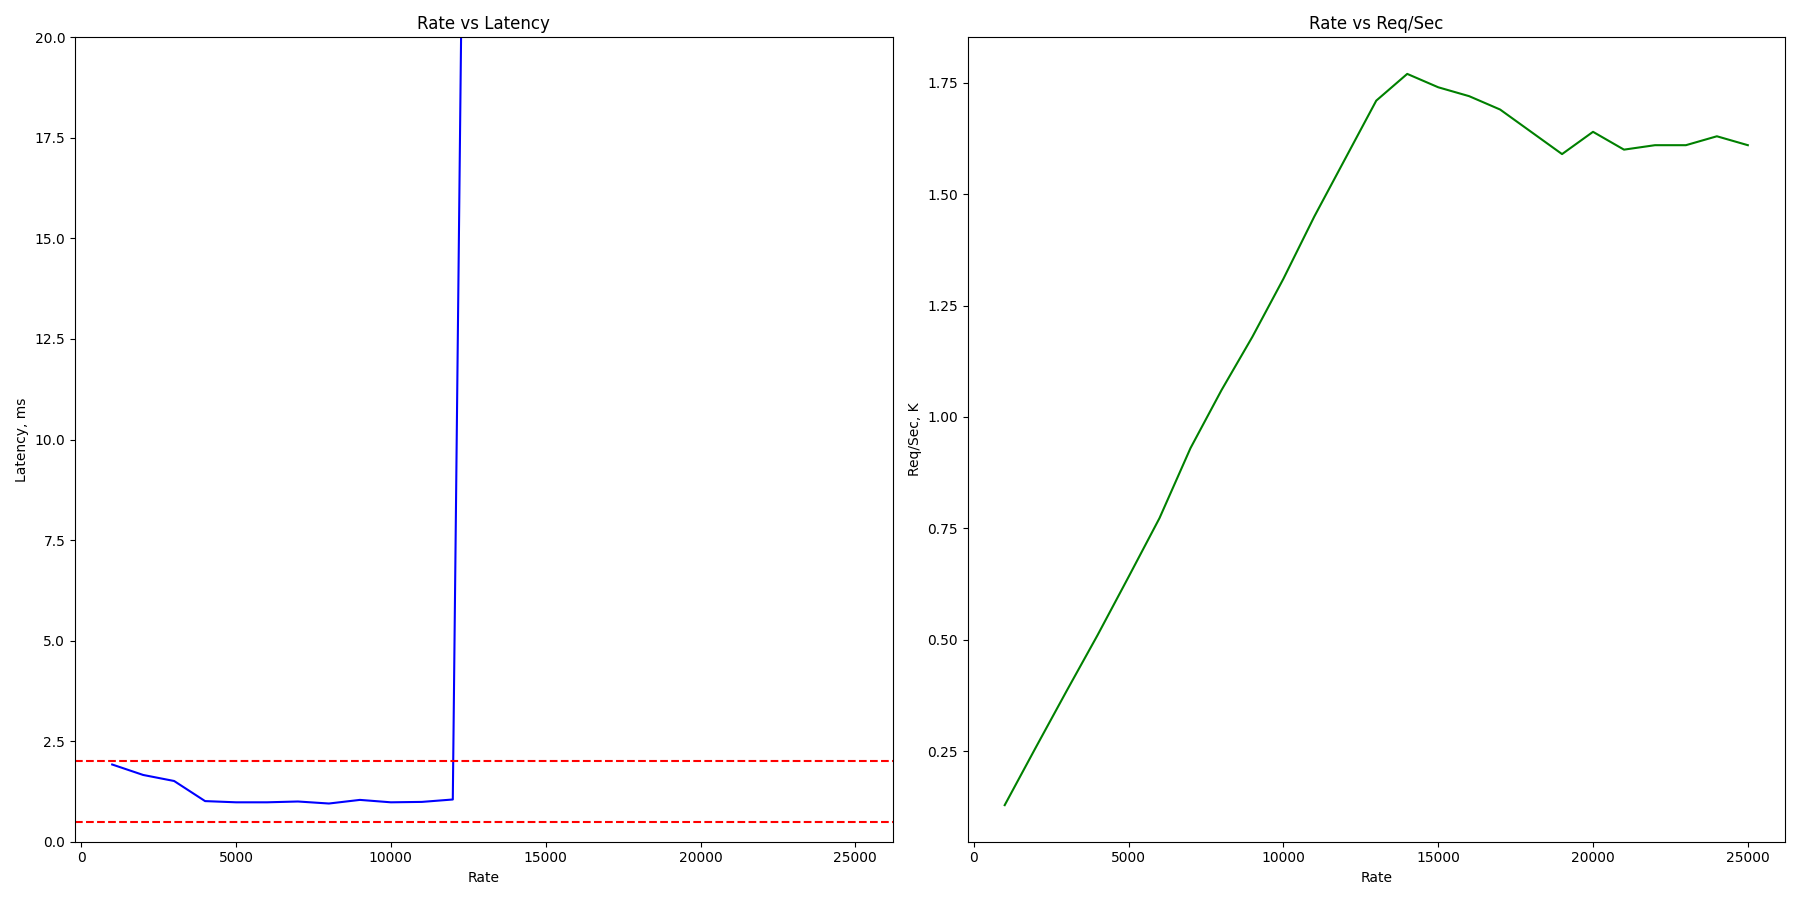 Rate vs Latency
20.0
17.5
15.0
12.5
10.0
7.5
5.0
2.5
0.0
Latency, ms
0 5000 10000 15000 20000 25000
Rate
Rate vs Req/Sec
1.75
1.50
1.25
1.00
0.75
0.50
0.25
Req/Sec, K
0 5000 10000 15000 20000 25000
Rate